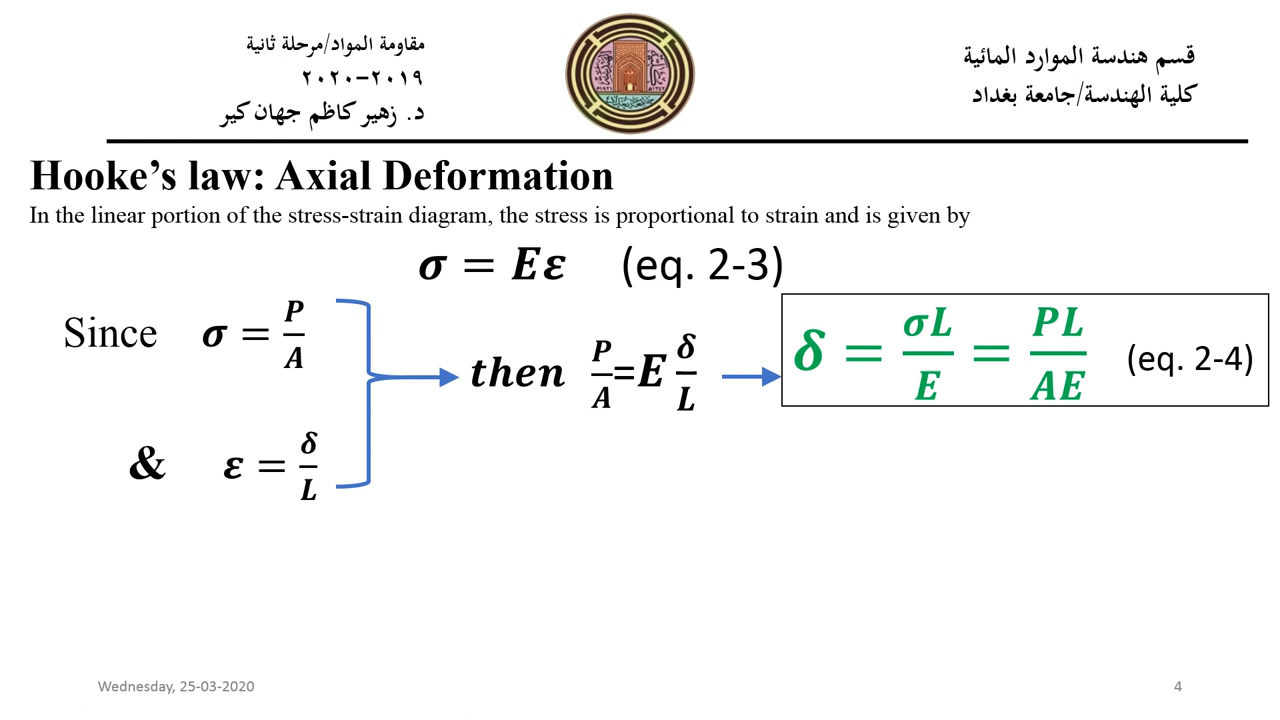 قسم هندسة الموارد المائية
كلية الهندسة/جامعة بغداد
مقاومة المواد/مرحلة ثانية
٢٠١٩-٢٠٢٠
د. زهير كاظم جهان كير
Hooke’s law: Axial Deformation
In the linear portion of the stress-strain diagram, the stress is proportional to strain and is given by
σ = Eε (eq. 2-3)
Since σ = P/A
& ε = δ/L
then P/A=E δ/L
δ = σL/E = PL/AE (eq. 2-4)
Wednesday, 25-03-2020
4